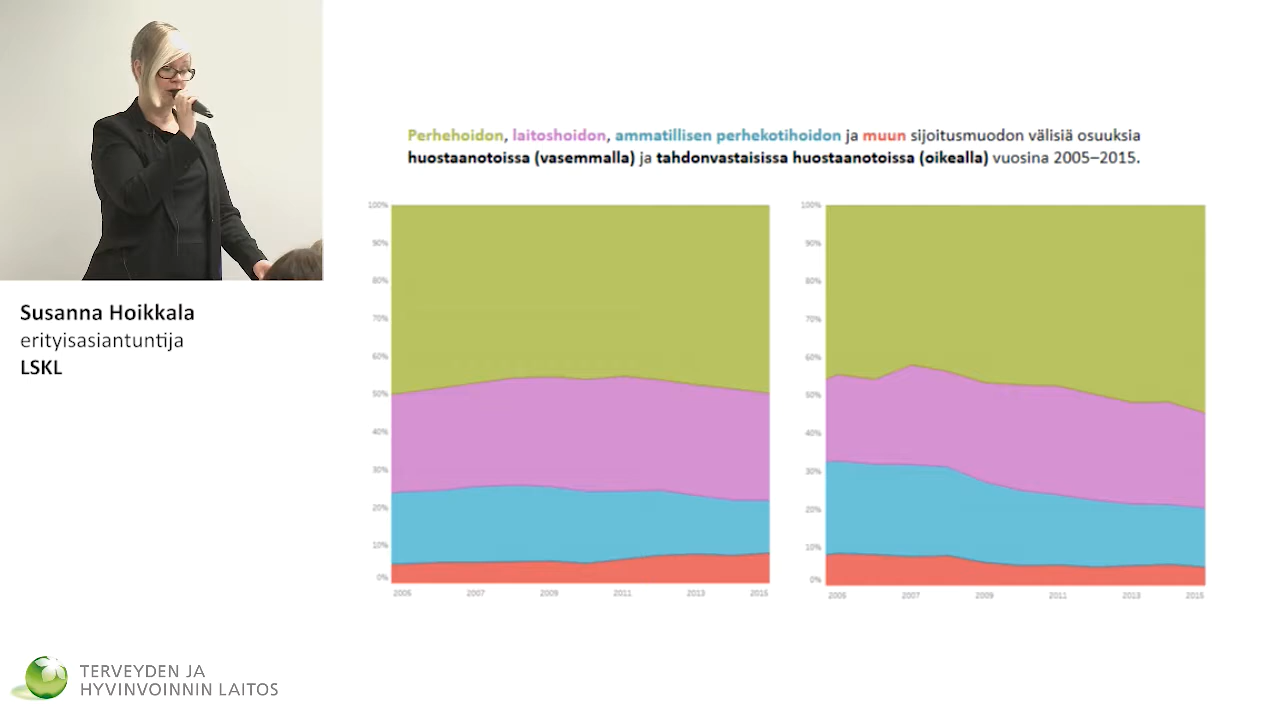 Perhehoidon, laitoshoidon, ammatillisen perhekotihoidon ja muun sijoitusmuodon välisiä osuuksia
huostaanotoissa (vasemmalla) ja tahdonvastaisissa huostaanotoissa (oikealla) vuosina 2005–2015.
100% 90% 80% 70% 60% 50% 40% 30% 20% 10% 0%
2005 2007 2009 2011 2013 2015
100% 90% 80% 70% 60% 50% 40% 30% 20% 10% 0%
2005 2007 2009 2011 2013 2015
Susanna Hoikkala
erityisasiantuntija
LSKL
TERVEYDEN JA
HYVINVOINNIN LAITOS